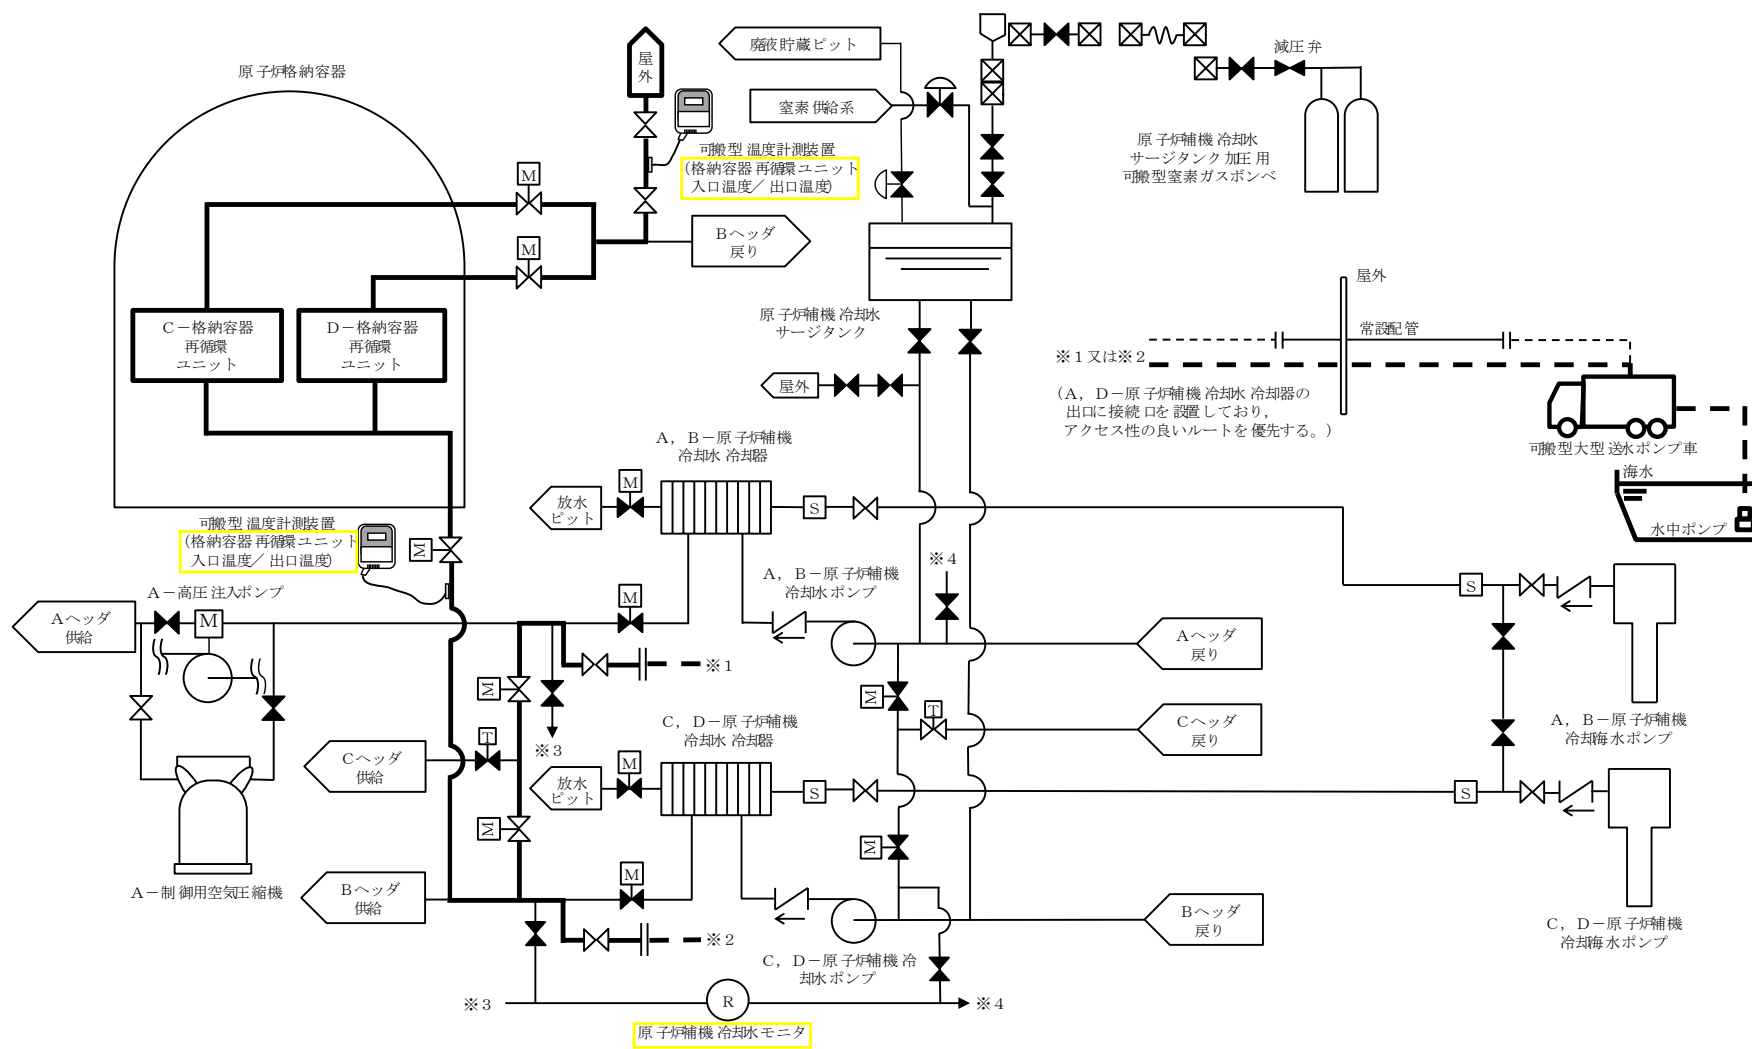 原子炉格納容器
屋
外
廃液貯蔵ピット
窒素供給系
減圧弁
原子炉補機冷却水
サージタンク加圧用
可搬型窒素ガスボンベ
可搬型温度計測装置
(格納容器再循環ユニット
入口温度/出口温度)
M
M
Bヘッダ
戻り
C-格納容器
再循環
ユニット
D-格納容器
再循環
ユニット
原子炉補機冷却水
サージタンク
屋外
屋外
常設配管
※1又は※2
(A,D-原子炉補機冷却水冷却器の
出口に接続口を設置しており,
アクセス性の良いルートを優先する。)
可搬型大型送水ポンプ車
海水
水中ポンプ
A,B-原子炉補機
冷却水冷却器
放水
ピット
M
S
可搬型温度計測装置
(格納容器再循環ユニット
入口温度/出口温度)
M
A-高圧注入ポンプ
Aヘッダ
供給
M
M
A,B-原子炉補機
冷却水ポンプ
※4
S
Aヘッダ
戻り
※1
M
M
T
Cヘッダ
戻り
※3
T
Cヘッダ
供給
C,D-原子炉補機
冷却水冷却器
放水
ピット
M
S
S
A,B-原子炉補機
冷却海水ポンプ
M
M
M
A-制御用空気圧縮機
Bヘッダ
供給
※2
Bヘッダ
戻り
C,D-原子炉補機
冷却海水ポンプ
C,D-原子炉補機冷
却水ポンプ
※3
R
※4
原子炉補機冷却水モニタ